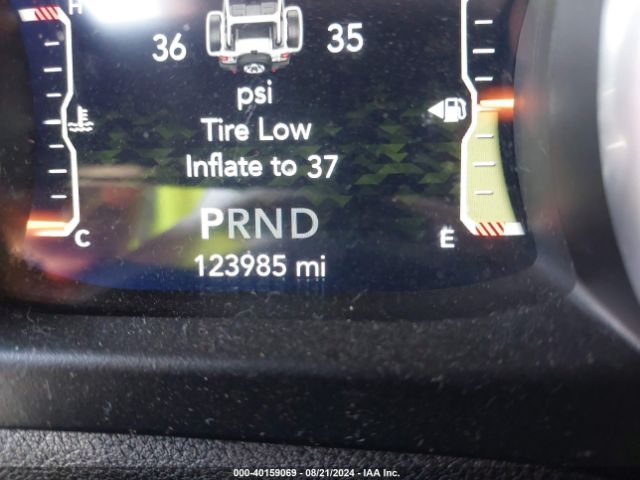 H
36 35
psi
Tire Low
Inflate to 37
PRND
C E
123985 mi
000-40159069 - 08/21/2024 - IAA Inc.